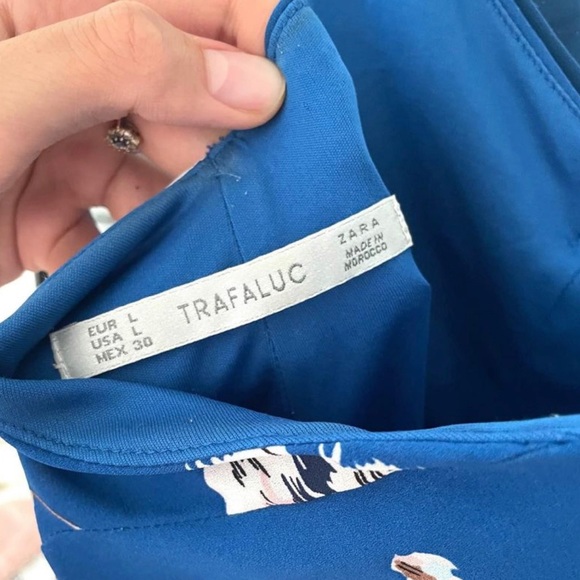 EUR L
USA L
MEX 30
TRAFALUC
ZARA
MADE IN
MOROCCO